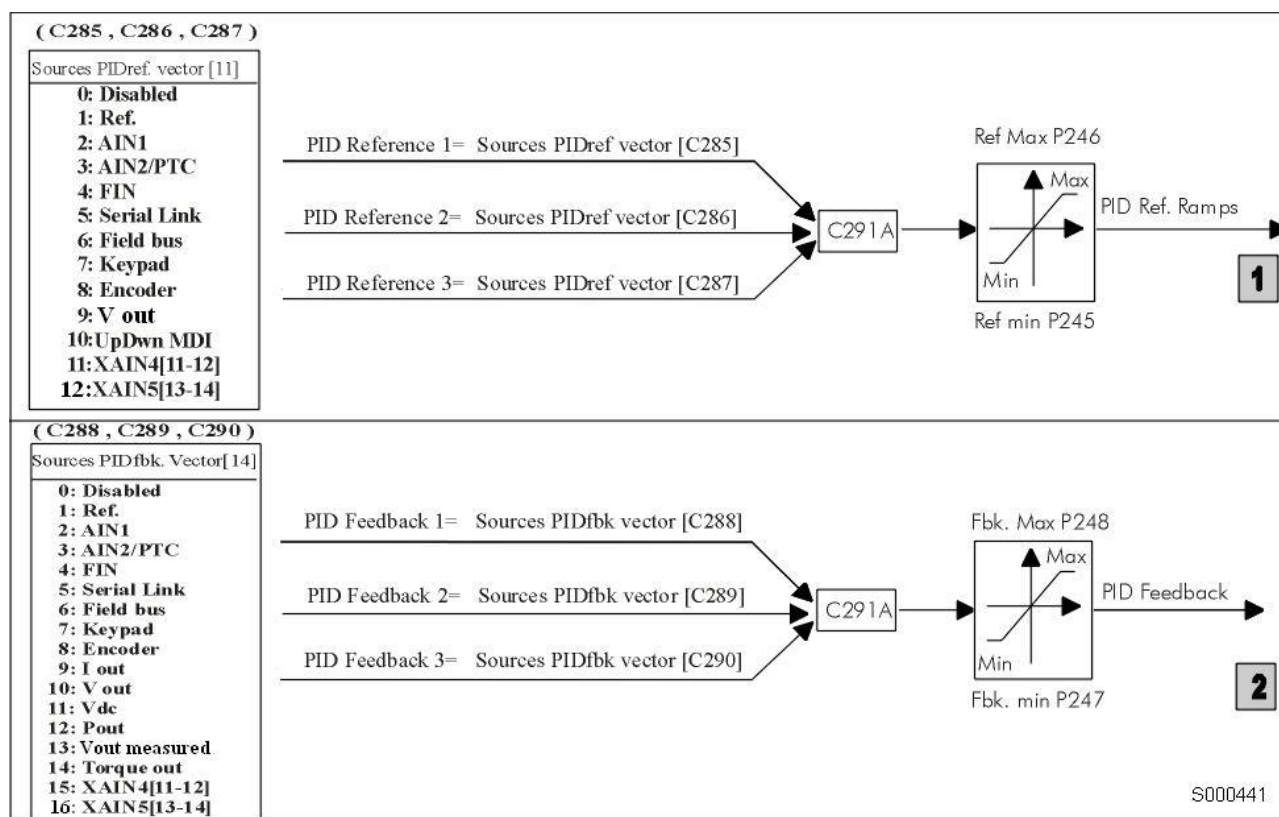 ( C285 , C286 , C287 )
Sources PIDref. vector [11]
0: Disabled
1: Ref.
2: AIN1
3: AIN2/PTC
4: FIN
5: Serial Link
6: Field bus
7: Keypad
8: Encoder
9: V out
10:UpDwn MDI
11:XAIN4[11-12]
12:XAIN5[13-14]
PID Reference 1= Sources PIDref vector [C285]
PID Reference 2= Sources PIDref vector [C286]
PID Reference 3= Sources PIDref vector [C287]
C291A
Ref Max P246
Max
Min
Ref min P245
PID Ref. Ramps
1
( C288 , C289 , C290 )
Sources PIDfbk. Vector[14]
0: Disabled
1: Ref.
2: AIN1
3: AIN2/PTC
4: FIN
5: Serial Link
6: Field bus
7: Keypad
8: Encoder
9: I out
10: V out
11: Vdc
12: Pout
13: Vout measured
14: Torque out
15: XAIN4[11-12]
16: XAIN5[13-14]
PID Feedback 1= Sources PIDfbk vector [C288]
PID Feedback 2= Sources PIDfbk vector [C289]
PID Feedback 3= Sources PIDfbk vector [C290]
C291A
Fbk. Max P248
Max
Min
Fbk. min P247
PID Feedback
2
S000441